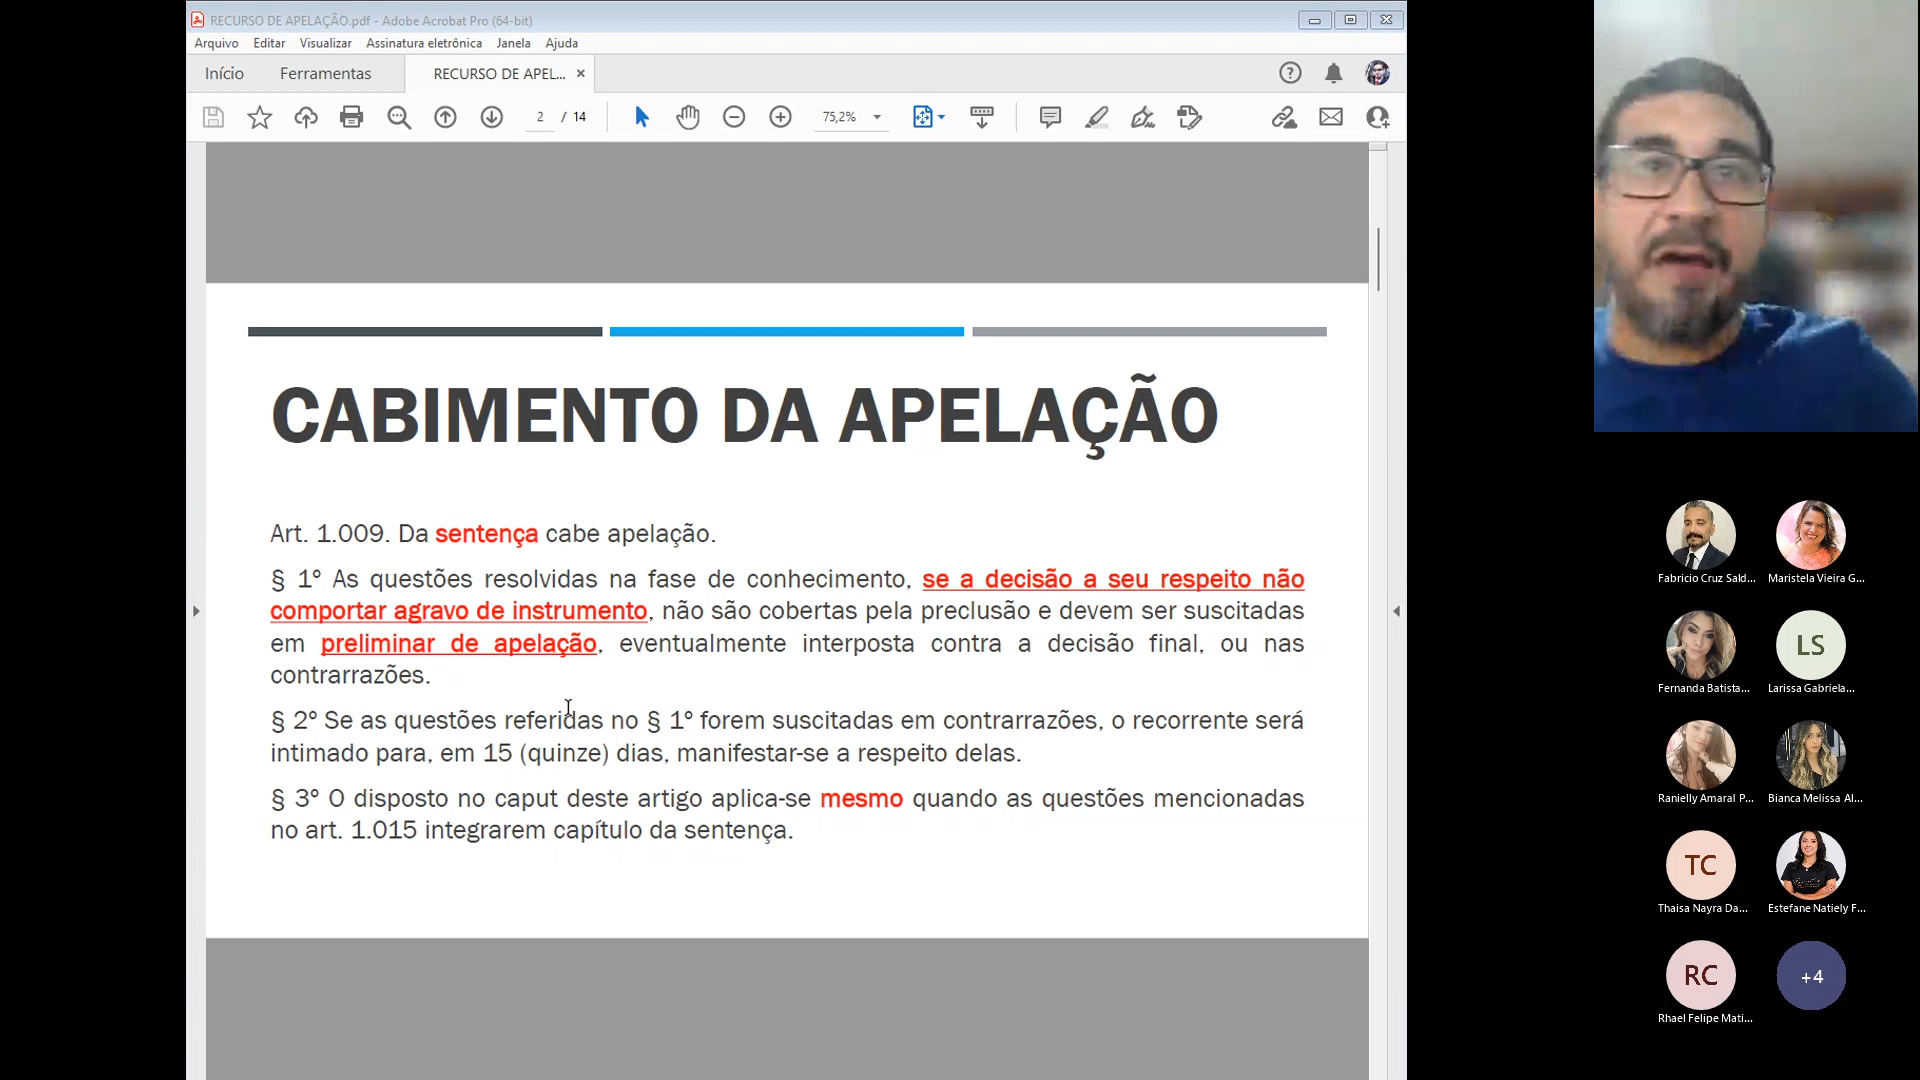 RECURSO DE APELAÇÃO.pdf - Adobe Acrobat Pro (64-bit)
Arquivo Editar Visualizar Assinatura eletrônica Janela Ajuda
Início Ferramentas RECURSO DE APEL... ×
2 / 14 75,2%
CABIMENTO DA APELAÇÃO
Art. 1.009. Da sentença cabe apelação.
§ 1º As questões resolvidas na fase de conhecimento, se a decisão a seu respeito não
comportar agravo de instrumento, não são cobertas pela preclusão e devem ser suscitadas
em preliminar de apelação, eventualmente interposta contra a decisão final, ou nas
contrarrazões.
§ 2º Se as questões referidas no § 1º forem suscitadas em contrarrazões, o recorrente será
intimado para, em 15 (quinze) dias, manifestar-se a respeito delas.
§ 3º O disposto no caput deste artigo aplica-se mesmo quando as questões mencionadas
no art. 1.015 integrarem capítulo da sentença.
Fabricio Cruz Sald... Maristela Vieira G...
LS
Fernanda Batista... Larissa Gabriela...
Ranielly Amaral P... Bianca Melissa Al...
TC
Thaisa Nayra Da... Estefane Natiely F...
RC +4
Rhael Felipe Mati...